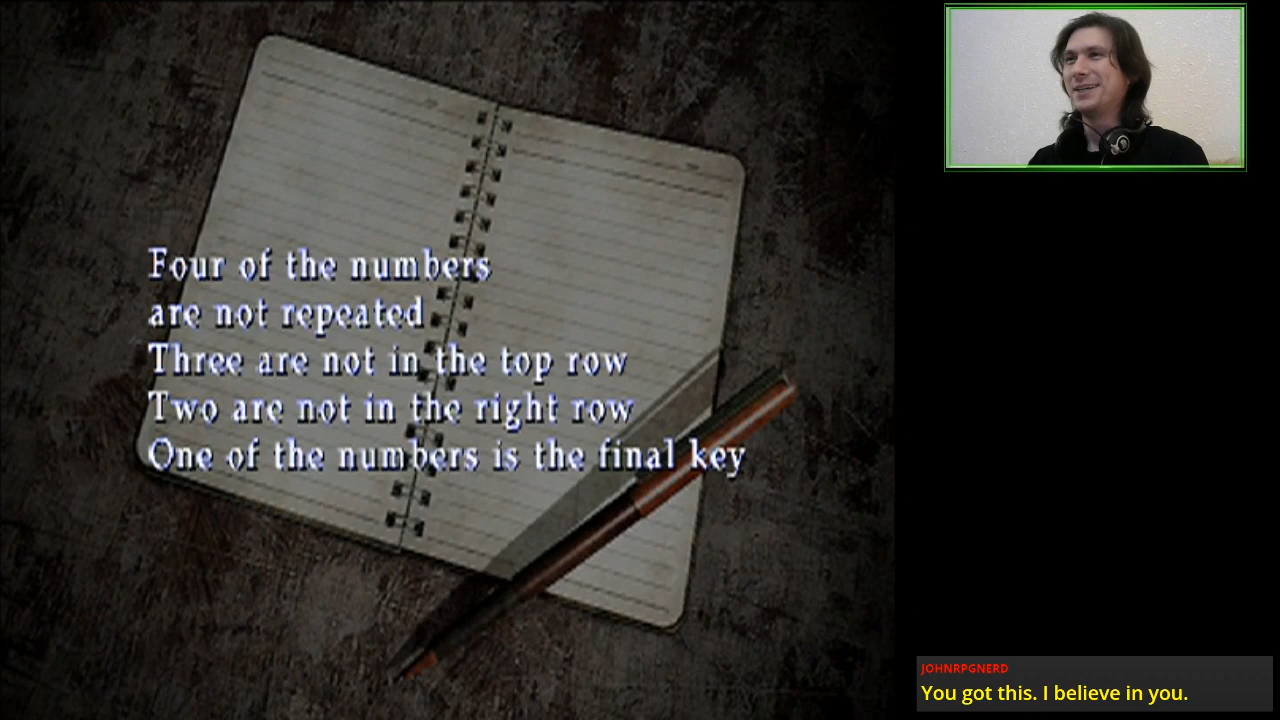 Four of the numbers
are not repeated
Three are not in the top row
Two are not in the right row
One of the numbers is the final key
JOHNRPGNERD
You got this. I believe in you.